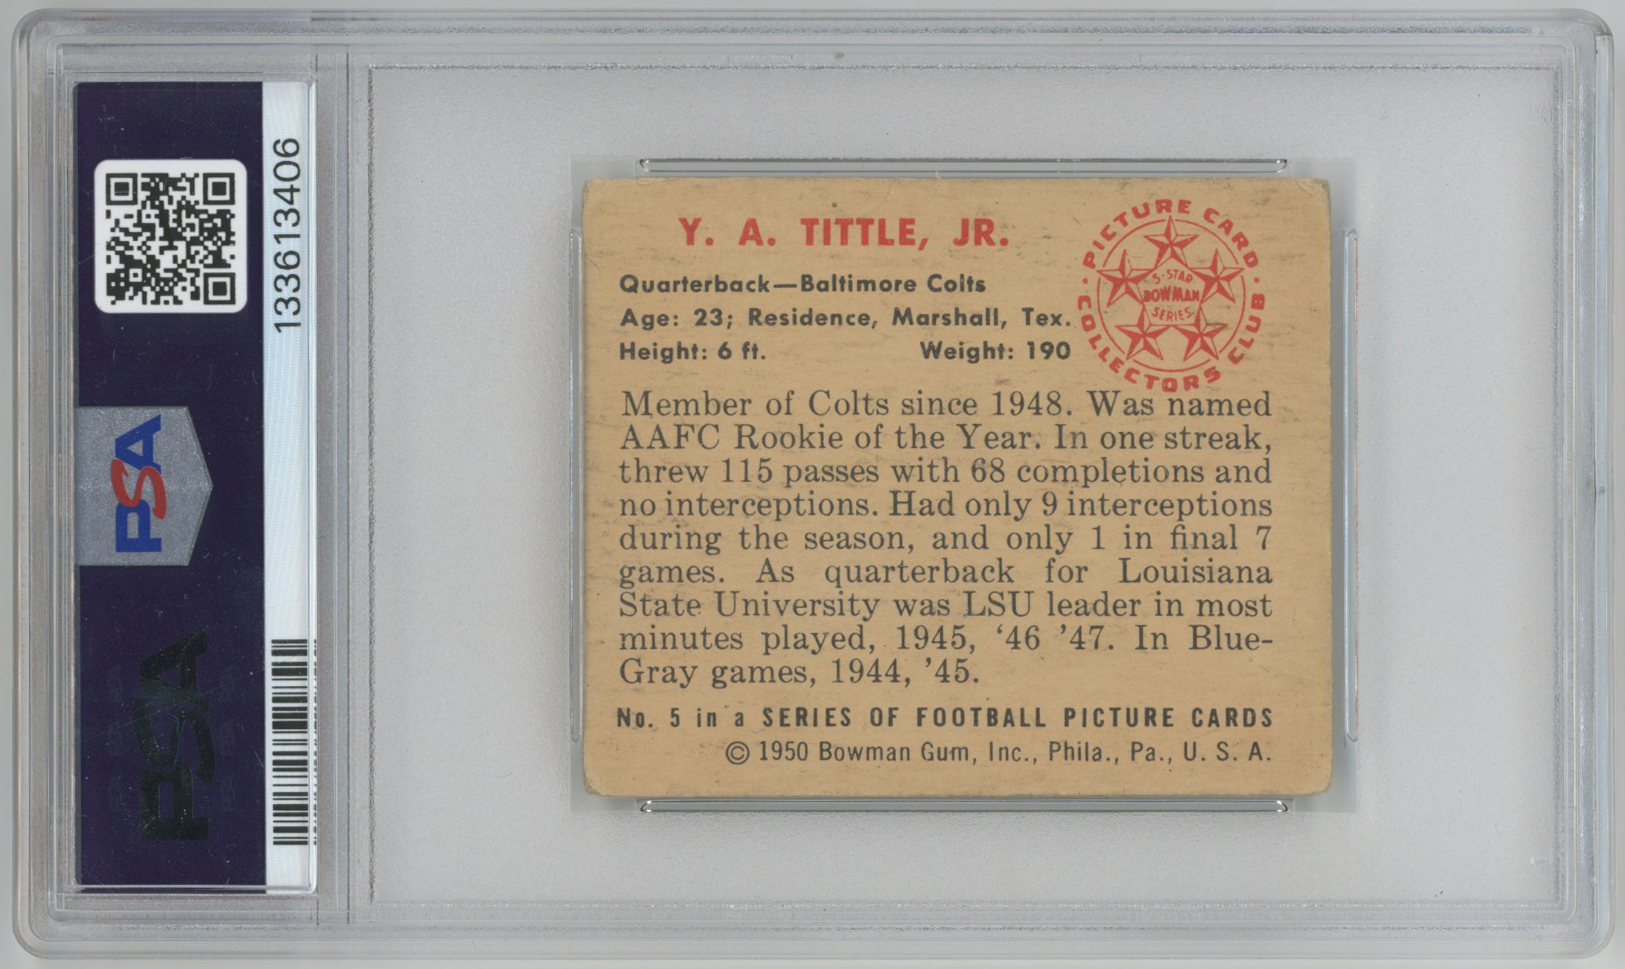 133613406
PSA
PSA
Y. A. TITTLE, JR.
Quarterback—Baltimore Colts
Age: 23; Residence, Marshall, Tex.
Height: 6 ft. Weight: 190
PICTURE CARD
COLLECTORS CLUB
5-STAR
BOWMAN
SERIES
Member of Colts since 1948. Was named
AAFC Rookie of the Year. In one streak,
threw 115 passes with 68 completions and
no interceptions. Had only 9 interceptions
during the season, and only 1 in final 7
games. As quarterback for Louisiana
State University was LSU leader in most
minutes played, 1945, ‘46 ’47. In Blue-
Gray games, 1944, ’45.
No. 5 in a SERIES OF FOOTBALL PICTURE CARDS
© 1950 Bowman Gum, Inc., Phila., Pa., U. S. A.